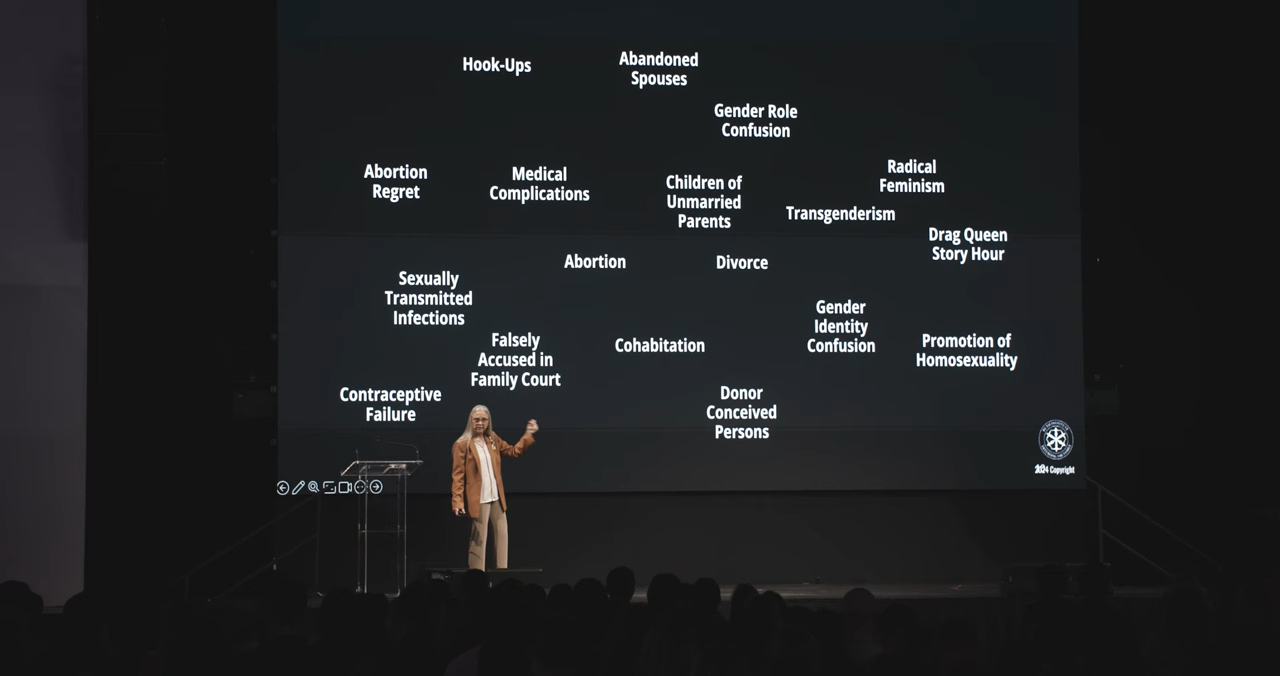 Hook-Ups
Abandoned
Spouses
Gender Role
Confusion
Abortion
Regret
Medical
Complications
Children of
Unmarried
Parents
Radical
Feminism
Transgenderism
Drag Queen
Story Hour
Abortion
Divorce
Sexually
Transmitted
Infections
Gender
Identity
Confusion
Falsely
Accused in
Family Court
Cohabitation
Promotion of
Homosexuality
Contraceptive
Failure
Donor
Conceived
Persons
Copyright